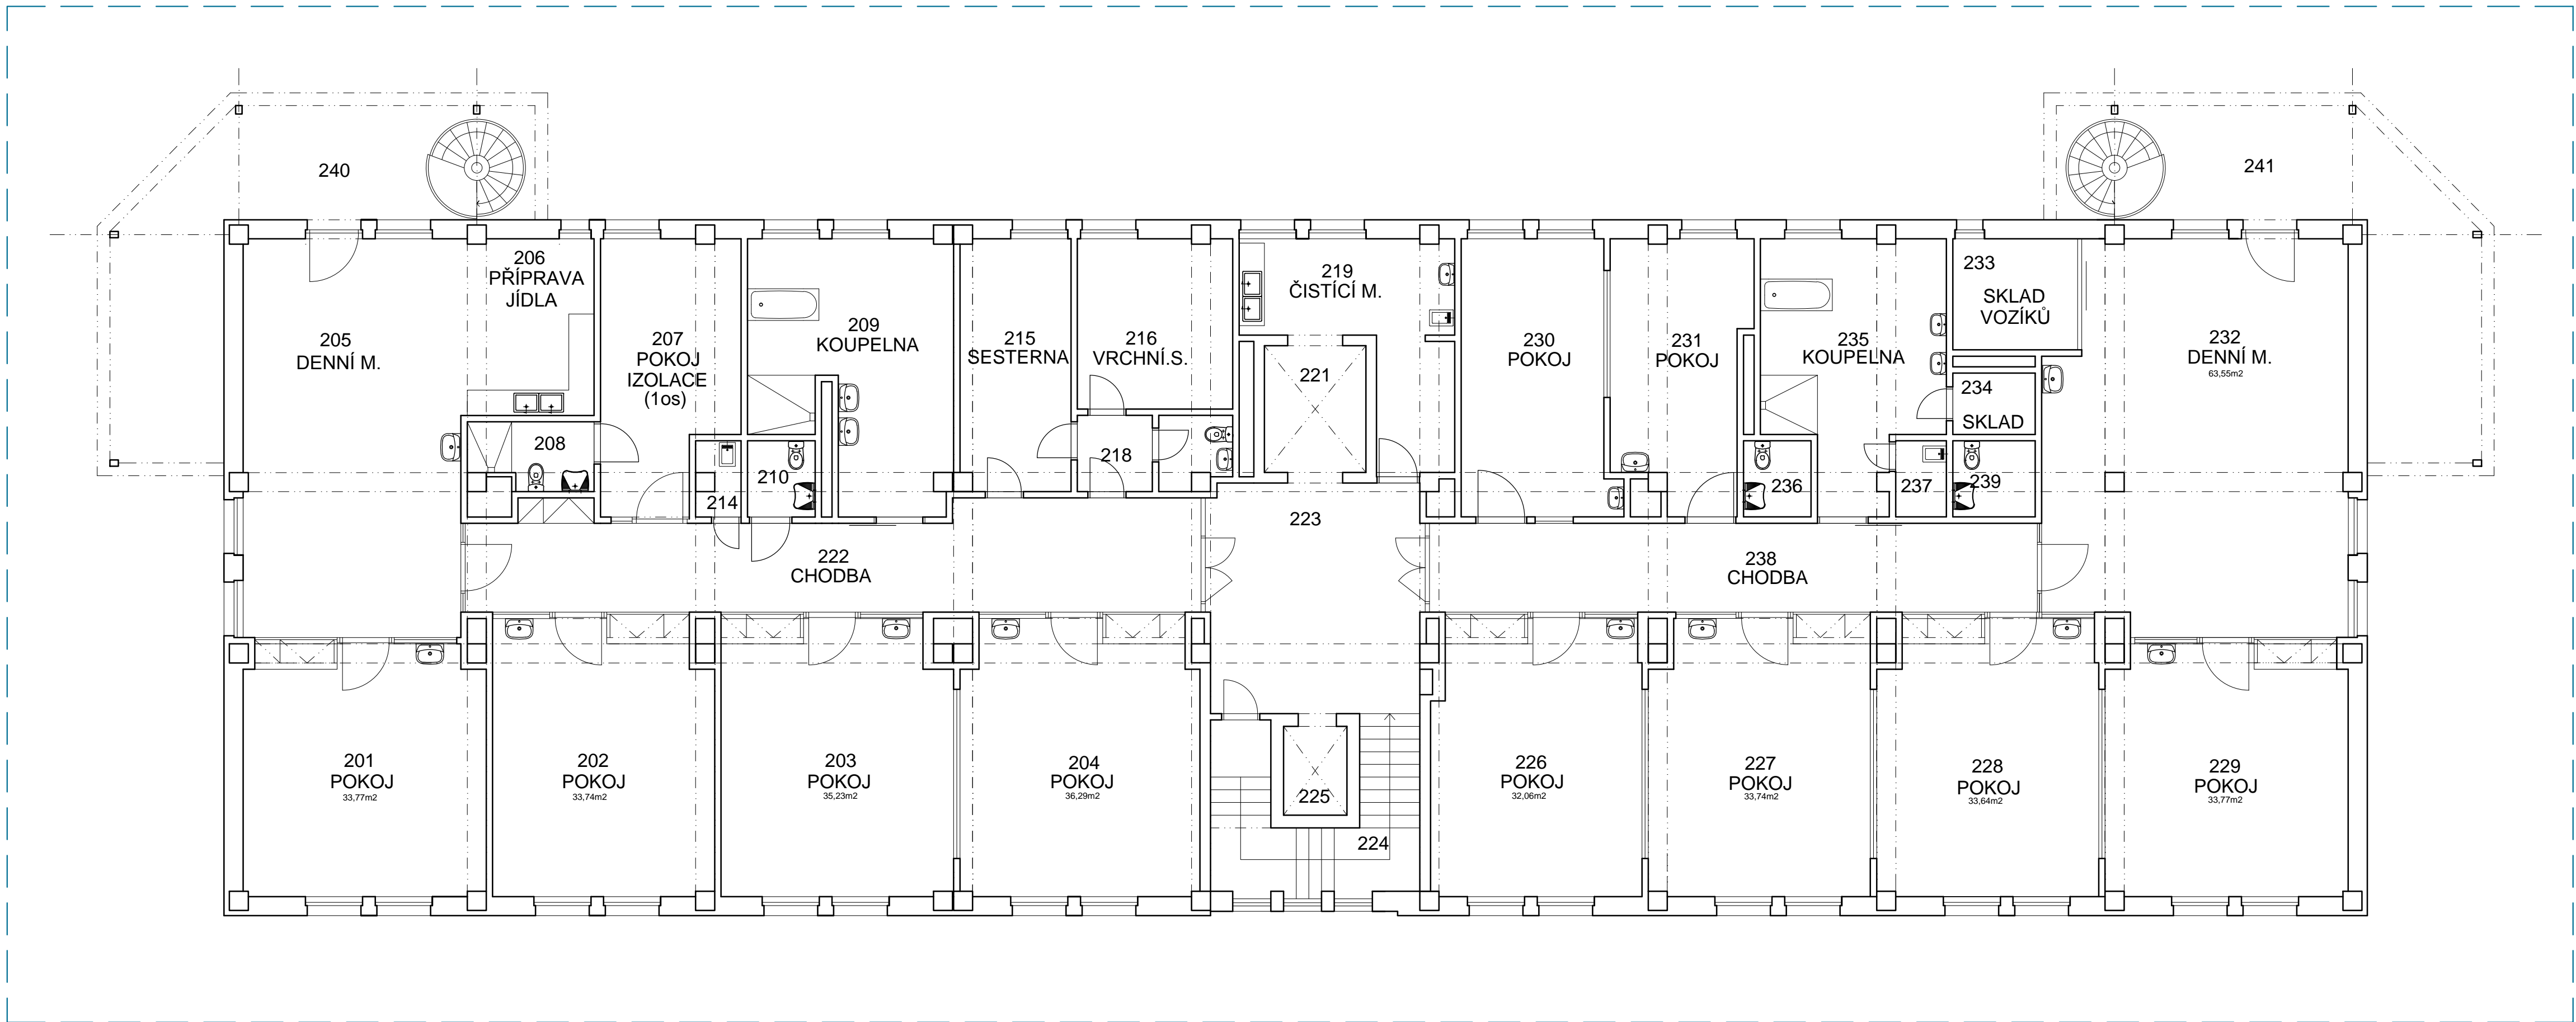 240
241
206
PŘÍPRAVA
JÍDLA
205
DENNÍ M.
207
POKOJ
IZOLACE
(1os)
209
KOUPELNA
215
SESTERNA
216
VRCHNÍ.S.
219
ČISTÍCÍ M.
221
230
POKOJ
231
POKOJ
235
KOUPELNA
233
SKLAD
VOZÍKŮ
234
SKLAD
232
DENNÍ M.
63,55m2
208
214
210
218
236
237
239
222
CHODBA
223
238
CHODBA
201
POKOJ
33,77m2
202
POKOJ
33,74m2
203
POKOJ
35,23m2
204
POKOJ
36,29m2
225
224
226
POKOJ
32,06m2
227
POKOJ
33,74m2
228
POKOJ
33,64m2
229
POKOJ
33,77m2